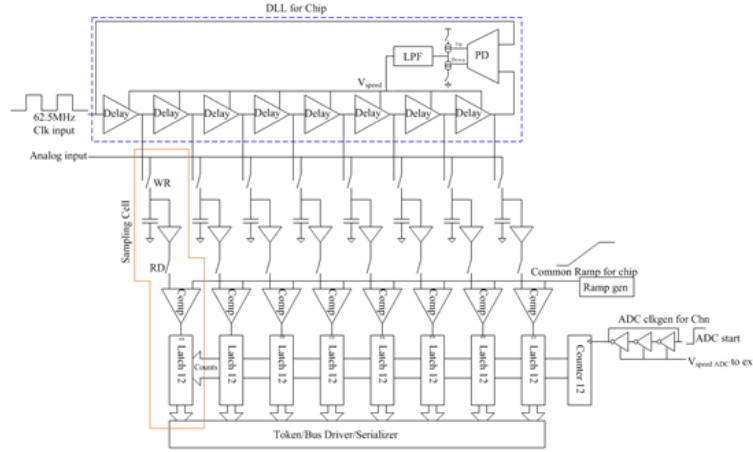 DLL for Chip
Up
PD
LPF
Down
Vspeed
Delay Delay Delay Delay Delay Delay Delay Delay
62.5MHz
Clk input
Analog input
WR
Sampling Cell
RD
Common Ramp for chip
Ramp gen
Comp Comp Comp Comp Comp Comp Comp Comp
ADC clkgen for Chn
ADC start
Latch 12 Latch 12 Latch 12 Latch 12 Latch 12 Latch 12 Latch 12 Latch 12
Counter 12
Counts
Vspeed ADC to ex
Token/Bus Driver/Serializer